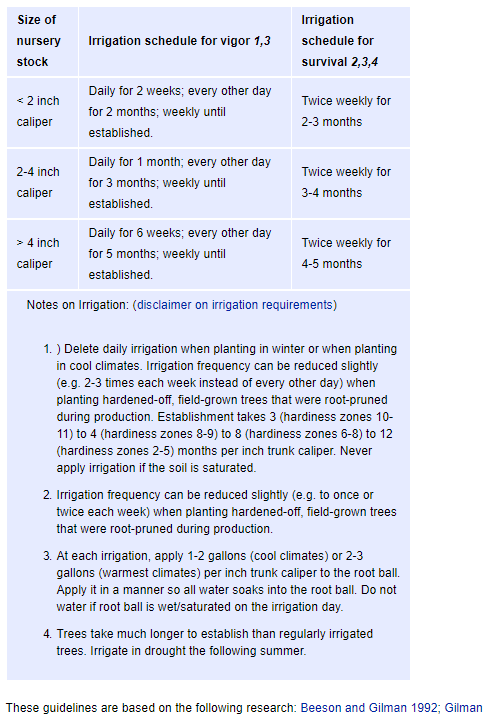 Size of nursery stock
Irrigation schedule for vigor 1,3
Irrigation schedule for survival 2,3,4
< 2 inch caliper
Daily for 2 weeks; every other day for 2 months; weekly until established.
Twice weekly for 2-3 months
2-4 inch caliper
Daily for 1 month; every other day for 3 months; weekly until established.
Twice weekly for 3-4 months
> 4 inch caliper
Daily for 6 weeks; every other day for 5 months; weekly until established.
Twice weekly for 4-5 months
Notes on Irrigation: (disclaimer on irrigation requirements)
1. ) Delete daily irrigation when planting in winter or when planting
in cool climates. Irrigation frequency can be reduced slightly
(e.g. 2-3 times each week instead of every other day) when
planting hardened-off, field-grown trees that were root-pruned
during production. Establishment takes 3 (hardiness zones 10-
11) to 4 (hardiness zones 8-9) to 8 (hardiness zones 6-8) to 12
(hardiness zones 2-5) months per inch trunk caliper. Never
apply irrigation if the soil is saturated.
2. Irrigation frequency can be reduced slightly (e.g. to once or
twice each week) when planting hardened-off, field-grown trees
that were root-pruned during production.
3. At each irrigation, apply 1-2 gallons (cool climates) or 2-3
gallons (warmest climates) per inch trunk caliper to the root ball.
Apply it in a manner so all water soaks into the root ball. Do not
water if root ball is wet/saturated on the irrigation day.
4. Trees take much longer to establish than regularly irrigated
trees. Irrigate in drought the following summer.
These guidelines are based on the following research: Beeson and Gilman 1992; Gilman